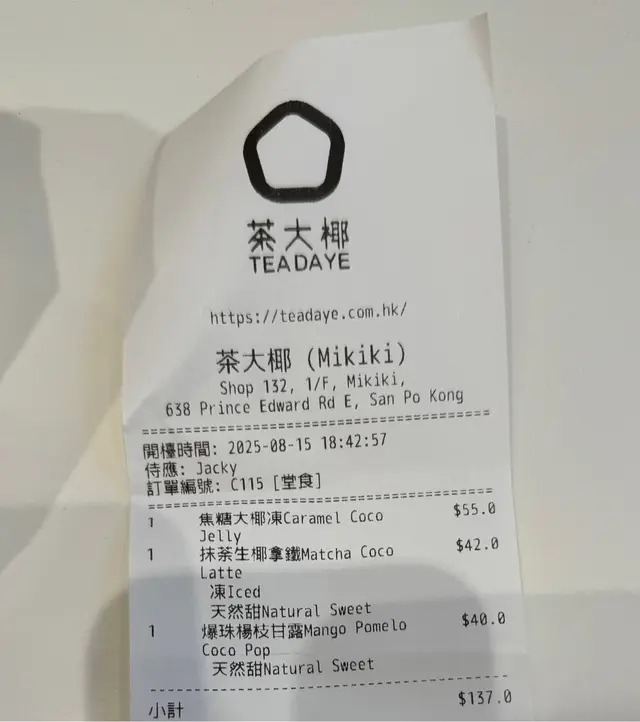 茶大椰
TEADAYE
https://teadaye.com.hk/
茶大椰 (Mikiki)
Shop 132, 1/F, Mikiki,
638 Prince Edward Rd E, San Po Kong
開檯時間: 2025-08-15 18:42:57
侍應: Jacky
訂單編號: C115 [堂食]
1 焦糖大椰凍Caramel Coco $55.0
Jelly
1 抹茶生椰拿鐵Matcha Coco $42.0
Latte
凍Iced
天然甜Natural Sweet
1 爆珠楊枝甘露Mango Pomelo $40.0
Coco Pop
天然甜Natural Sweet
小計 $137.0